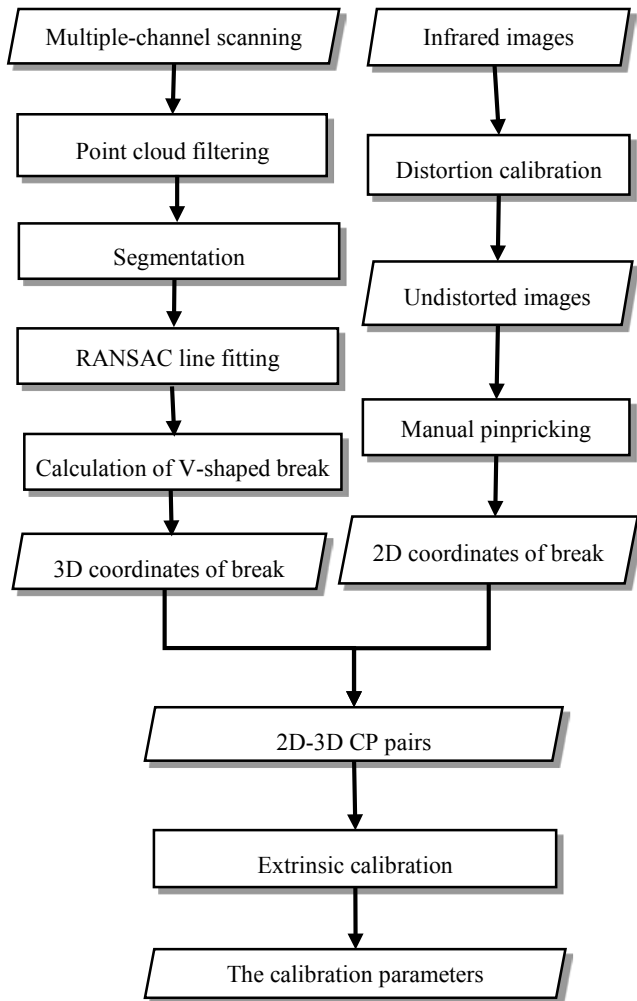 Multiple-channel scanning
Point cloud filtering
Segmentation
RANSAC line fitting
Calculation of V-shaped break
3D coordinates of break
Infrared images
Distortion calibration
Undistorted images
Manual pinpricking
2D coordinates of break
2D-3D CP pairs
Extrinsic calibration
The calibration parameters